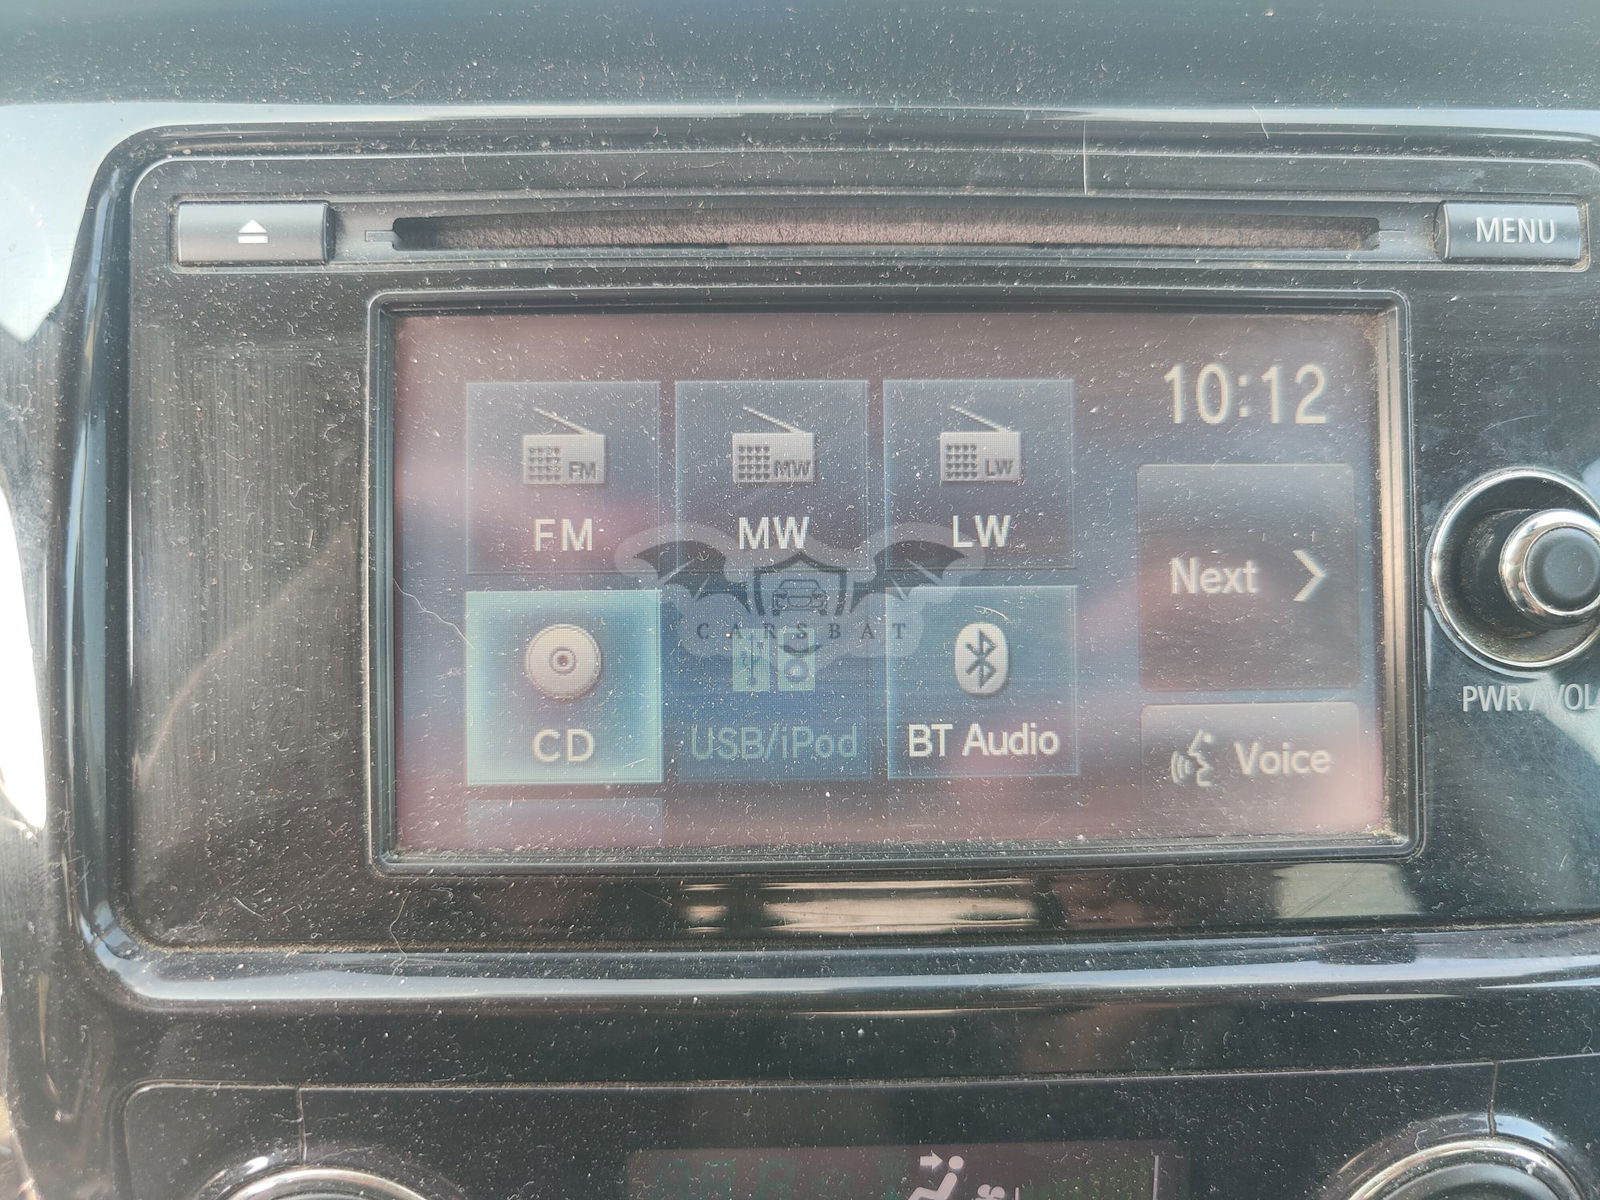 MENU
10:12
FM
MW
LW
FM
MW
LW
Next
CARSBAT
CD
USB/iPod
BT Audio
Voice
PWR / VOL